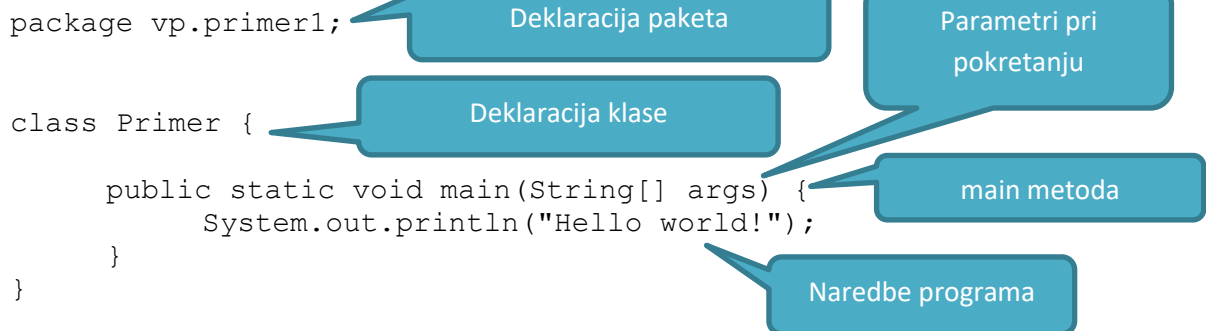 package vp.primer1;
Deklaracija paketa
Parametri pri
pokretanju
class Primer {
Deklaracija klase
public static void main(String[] args) {
main metoda
System.out.println("Hello world!");
}
Naredbe programa
}